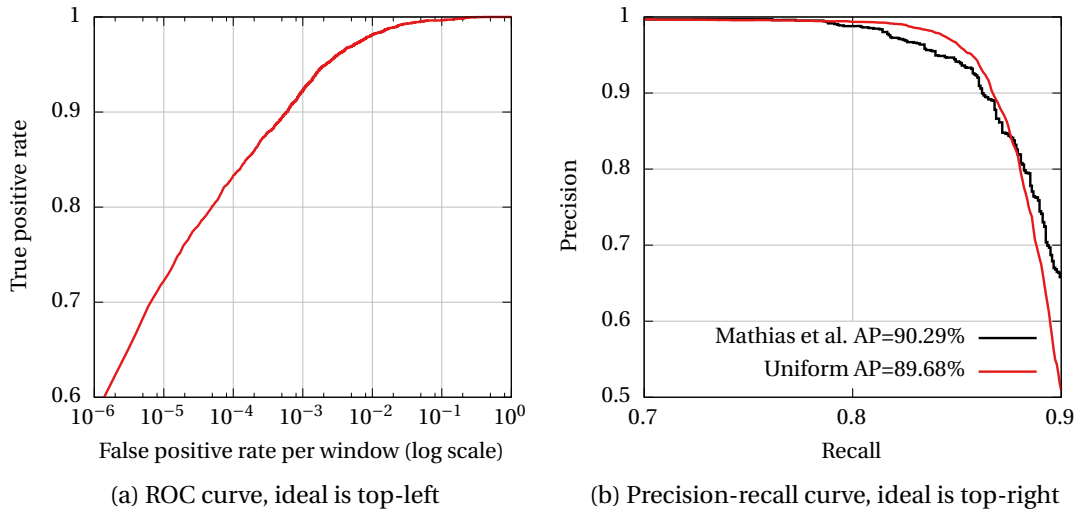 1
0.9
0.8
0.7
0.6
True positive rate
10⁻⁶ 10⁻⁵ 10⁻⁴ 10⁻³ 10⁻² 10⁻¹ 10⁰
False positive rate per window (log scale)
(a) ROC curve, ideal is top-left
1
0.9
0.8
0.7
0.6
0.5
Precision
Mathias et al. AP=90.29%
Uniform AP=89.68%
0.7 0.8 0.9
Recall
(b) Precision-recall curve, ideal is top-right